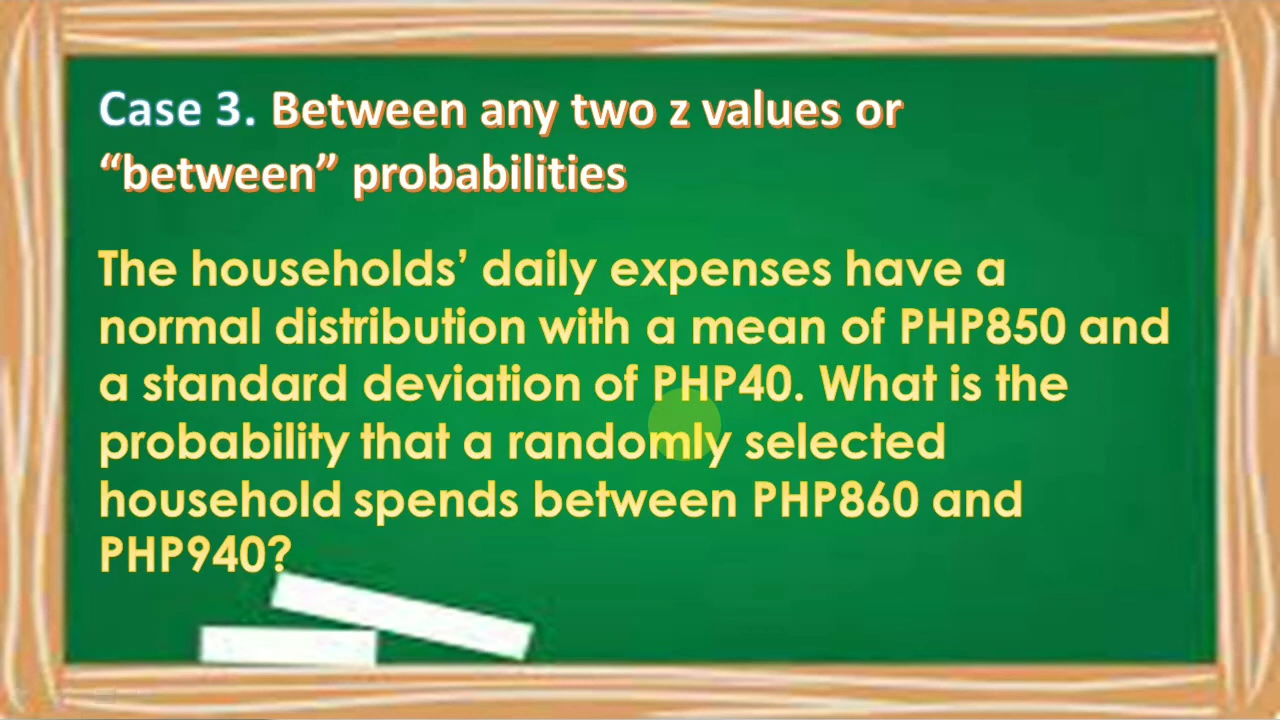 Case 3. Between any two z values or
“between” probabilities
The households’ daily expenses have a
normal distribution with a mean of PHP850 and
a standard deviation of PHP40. What is the
probability that a randomly selected
household spends between PHP860 and
PHP940?